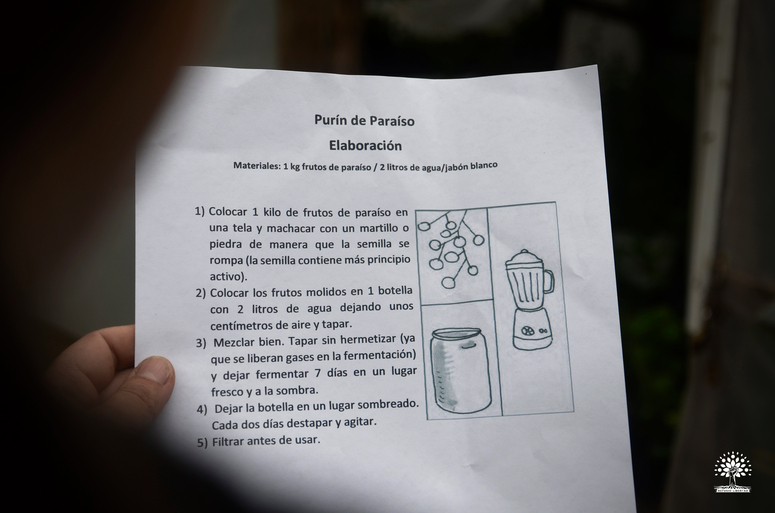 Purín de Paraíso
Elaboración
Materiales: 1 kg frutos de paraíso / 2 litros de agua/jabón blanco
1) Colocar 1 kilo de frutos de paraíso en
una tela y machacar con un martillo o
piedra de manera que la semilla se
rompa (la semilla contiene más principio
activo).
2) Colocar los frutos molidos en 1 botella
con 2 litros de agua dejando unos
centímetros de aire y tapar.
3) Mezclar bien. Tapar sin hermetizar (ya
que se liberan gases en la fermentación)
y dejar fermentar 7 días en un lugar
fresco y a la sombra.
4) Dejar la botella en un lugar sombreado.
Cada dos días destapar y agitar.
5) Filtrar antes de usar.